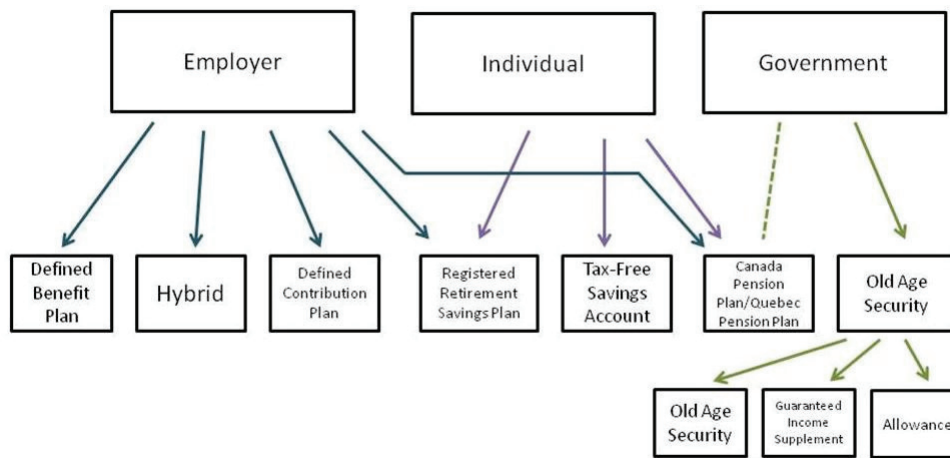 Employer
Individual
Government
Defined
Benefit
Plan
Hybrid
Defined
Contribution
Plan
Registered
Retirement
Savings Plan
Tax-Free
Savings
Account
Canada
Pension
Plan/Quebec
Pension Plan
Old Age
Security
Old Age
Security
Guaranteed
Income
Supplement
Allowance